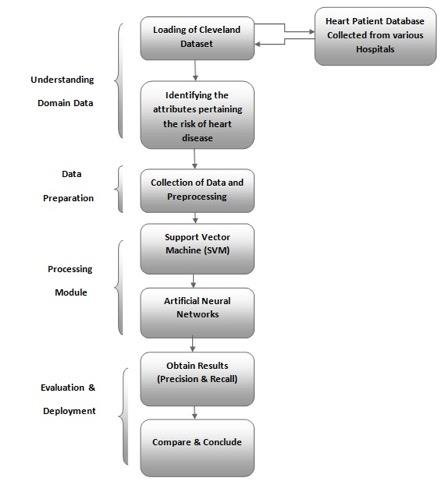 Loading of Cleveland
Dataset
Heart Patient Database
Collected from various
Hospitals
Understanding
Domain Data
Identifying the
attributes pertaining
the risk of heart
disease
Data
Preparation
Collection of Data and
Preprocessing
Support Vector
Machine (SVM)
Processing
Module
Artificial Neural
Networks
Obtain Results
(Precision & Recall)
Evaluation &
Deployment
Compare & Conclude